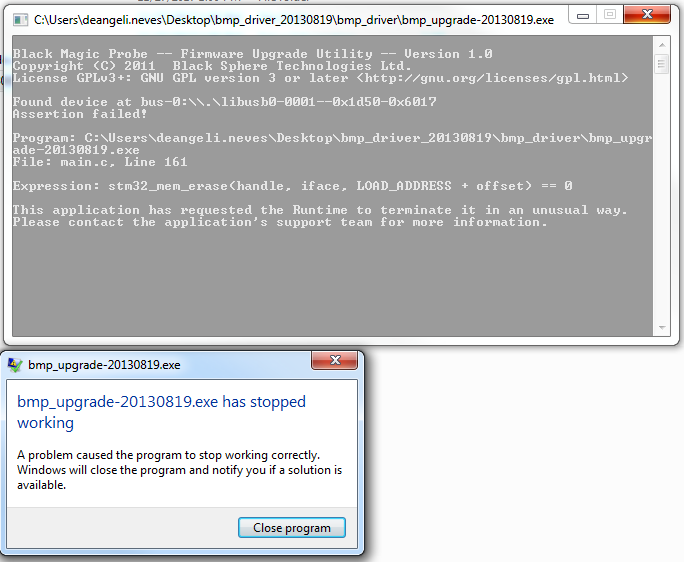 C:\Users\deangeli.neves\Desktop\bmp_driver_20130819\bmp_driver\bmp_upgrade-20130819.exe
Black Magic Probe -- Firmware Upgrade Utility -- Version 1.0
Copyright (C) 2011  Black Sphere Technologies Ltd.
License GPLv3+: GNU GPL version 3 or later <http://gnu.org/licenses/gpl.html>
Found device at bus-0:\\.\libusb0-0001--0x1d50-0x6017
Assertion failed!
Program: C:\Users\deangeli.neves\Desktop\bmp_driver_20130819\bmp_driver\bmp_upgr
ade-20130819.exe
File: main.c, Line 161
Expression: stm32_mem_erase(handle, iface, LOAD_ADDRESS + offset) == 0
This application has requested the Runtime to terminate it in an unusual way.
Please contact the application's support team for more information.
bmp_upgrade-20130819.exe
bmp_upgrade-20130819.exe has stopped
working
A problem caused the program to stop working correctly.
Windows will close the program and notify you if a solution is
available.
Close program